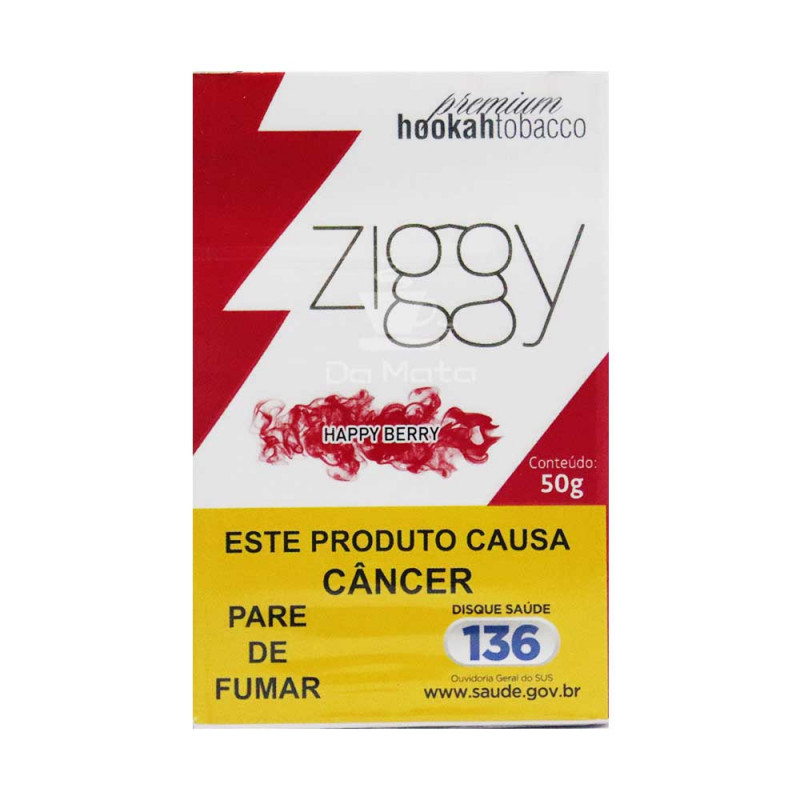 premium
hookahtobacco
ziggy
Da Mata
HAPPY BERRY
Conteúdo:
50g
ESTE PRODUTO CAUSA
CÂNCER
PARE
DE
FUMAR
DISQUE SAÚDE
136
Ouvidoria Geral do SUS
www.saude.gov.br